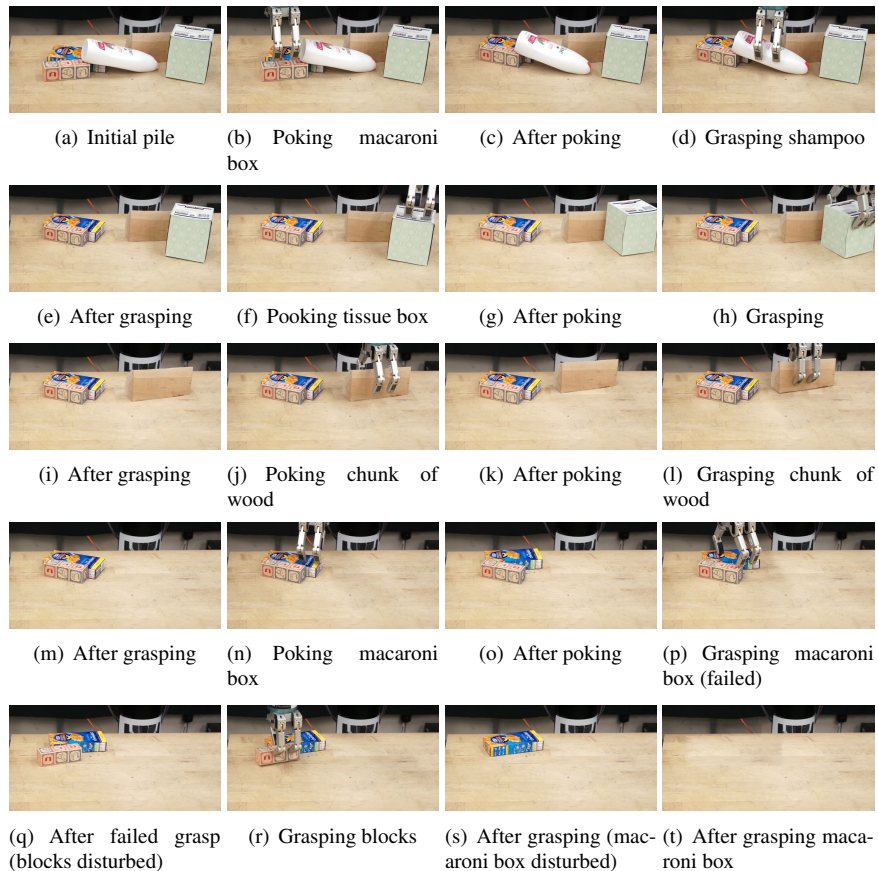 (a) Initial pile
(b) Poking macaroni
box
(c) After poking
(d) Grasping shampoo
(e) After grasping
(f) Pooking tissue box
(g) After poking
(h) Grasping
(i) After grasping
(j) Poking chunk of
wood
(k) After poking
(l) Grasping chunk of
wood
(m) After grasping
(n) Poking macaroni
box
(o) After poking
(p) Grasping macaroni
box (failed)
(q) After failed grasp
(blocks disturbed)
(r) Grasping blocks
(s) After grasping (mac-
aroni box disturbed)
(t) After grasping maca-
roni box